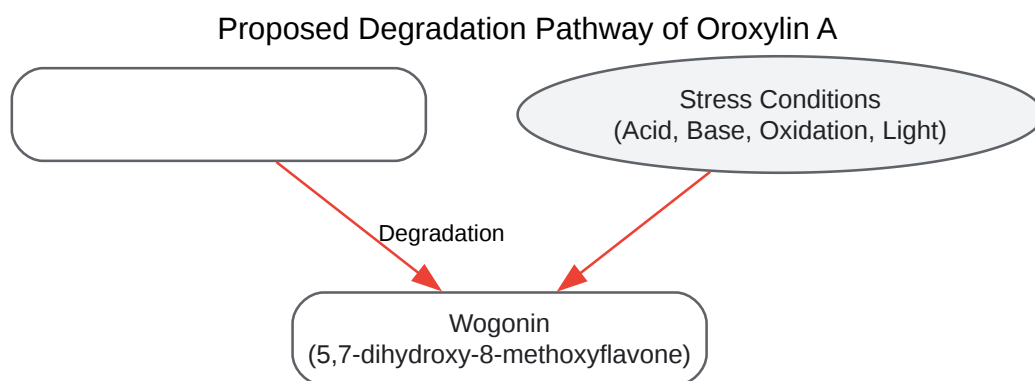 Proposed Degradation Pathway of Oroxylin A
Stress Conditions
(Acid, Base, Oxidation, Light)
Degradation
Wogonin
(5,7-dihydroxy-8-methoxyflavone)